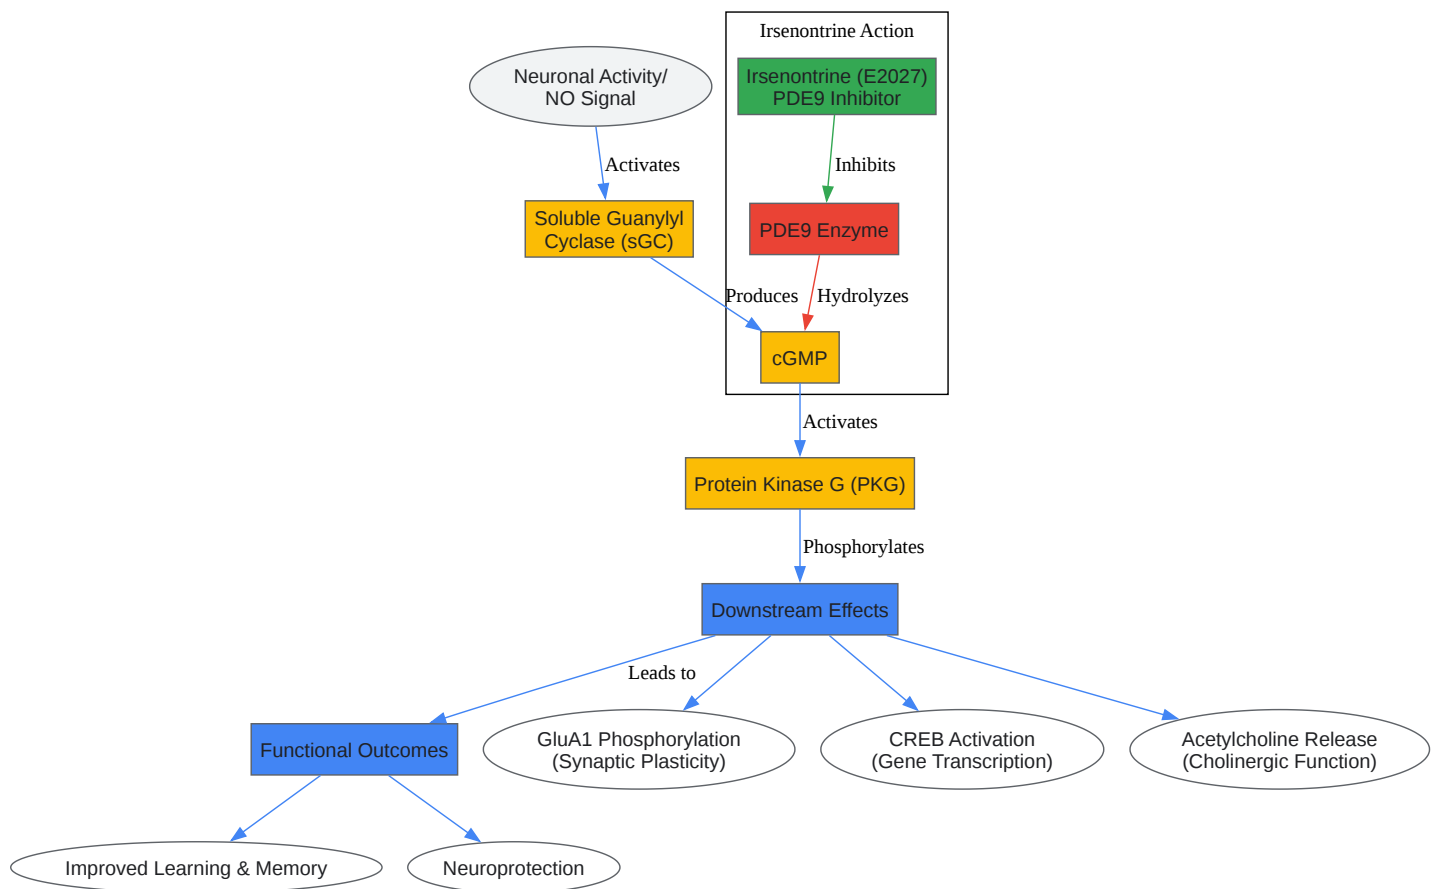 Irsenontrine Action
Neuronal Activity/
NO Signal
Irsenontrine (E2027)
PDE9 Inhibitor
Activates
Inhibits
Soluble Guanylyl
Cyclase (sGC)
PDE9 Enzyme
Produces
Hydrolyzes
cGMP
Activates
Protein Kinase G (PKG)
Phosphorylates
Downstream Effects
Leads to
Functional Outcomes
GluA1 Phosphorylation
(Synaptic Plasticity)
CREB Activation
(Gene Transcription)
Acetylcholine Release
(Cholinergic Function)
Improved Learning & Memory
Neuroprotection